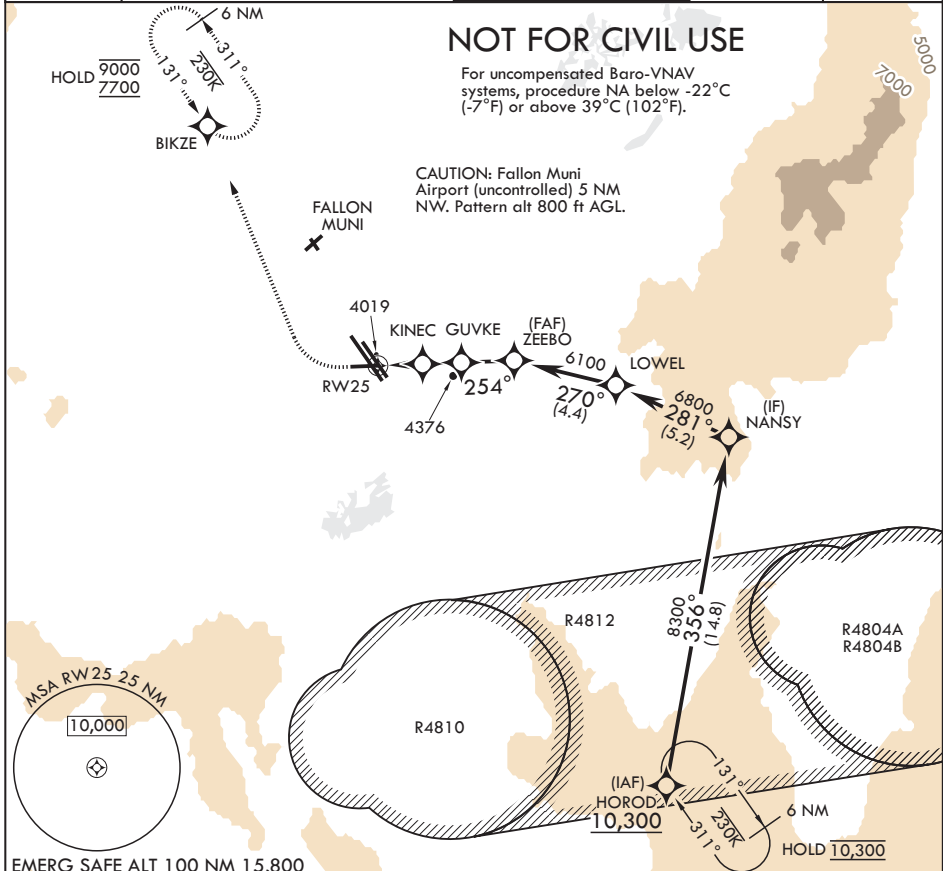 6 NM
NOT FOR CIVIL USE
5000
7000
HOLD 9000
7700
311°
131°
230K
For uncompensated Baro-VNAV
systems, procedure NA below -22°C
(-7°F) or above 39°C (102°F).
BIKZE
CAUTION: Fallon Muni
Airport (uncontrolled) 5 NM
NW. Pattern alt 800 ft AGL.
FALLON
MUNI
4019
KINEC
GUVKE
(FAF)
ZEEBO
6100
LOWEL
RW25
254°
270°
(4.4)
6800
281°
(5.2)
(IF)
NANSY
4376
R4812
8300
356°
(14.8)
R4804A
R4804B
MSA RW25 25 NM
10,000
R4810
(IAF)
HOROD
10,300
131°
311°
230K
6 NM
HOLD 10,300
EMERG SAFE ALT 100 NM 15,800